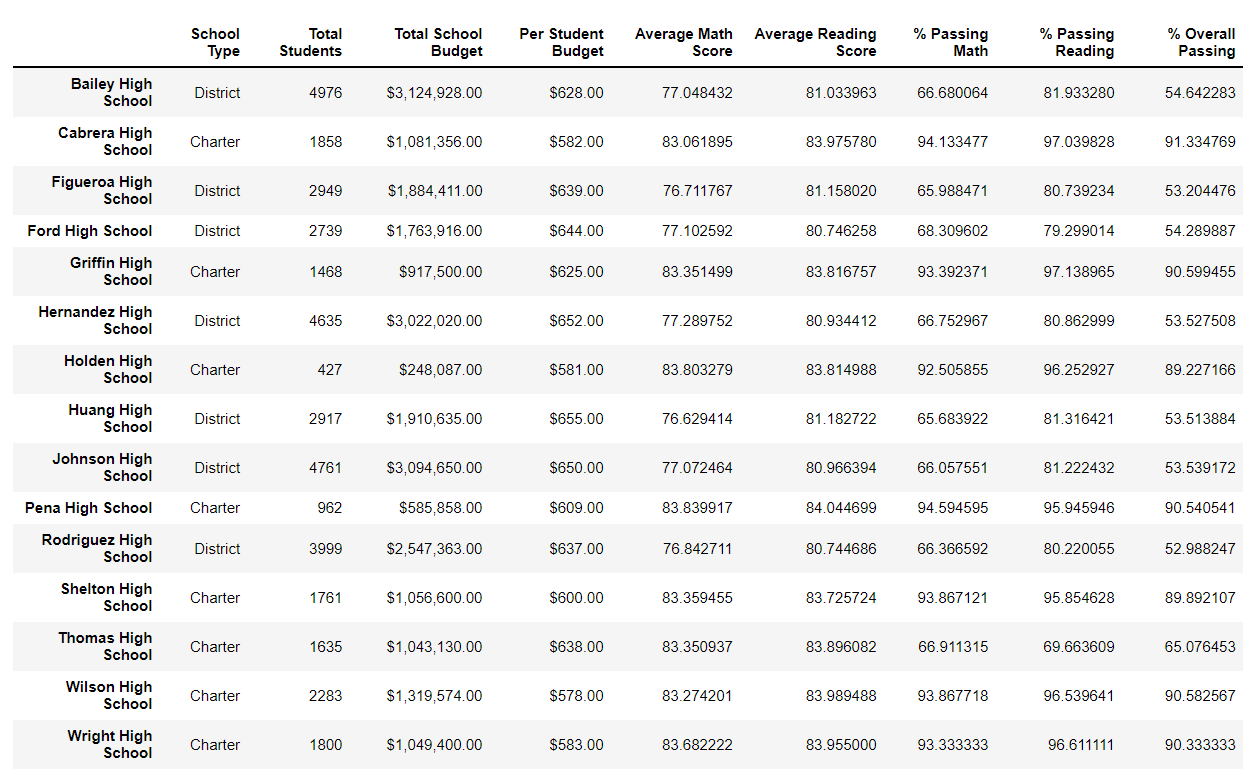 School Type Total Students Total School Budget Per Student Budget Average Math Score Average Reading Score % Passing Math % Passing Reading % Overall Passing
Bailey High School District 4976 $3,124,928.00 $628.00 77.048432 81.033963 66.680064 81.933280 54.642283
Cabrera High School Charter 1858 $1,081,356.00 $582.00 83.061895 83.975780 94.133477 97.039828 91.334769
Figueroa High School District 2949 $1,884,411.00 $639.00 76.711767 81.158020 65.988471 80.739234 53.204476
Ford High School District 2739 $1,763,916.00 $644.00 77.102592 80.746258 68.309602 79.299014 54.289887
Griffin High School Charter 1468 $917,500.00 $625.00 83.351499 83.816757 93.392371 97.138965 90.599455
Hernandez High School District 4635 $3,022,020.00 $652.00 77.289752 80.934412 66.752967 80.862999 53.527508
Holden High School Charter 427 $248,087.00 $581.00 83.803279 83.814988 92.505855 96.252927 89.227166
Huang High School District 2917 $1,910,635.00 $655.00 76.629414 81.182722 65.683922 81.316421 53.513884
Johnson High School District 4761 $3,094,650.00 $650.00 77.072464 80.966394 66.057551 81.222432 53.539172
Pena High School Charter 962 $585,858.00 $609.00 83.839917 84.044699 94.594595 95.945946 90.540541
Rodriguez High School District 3999 $2,547,363.00 $637.00 76.842711 80.744686 66.366592 80.220055 52.988247
Shelton High School Charter 1761 $1,056,600.00 $600.00 83.359455 83.725724 93.867121 95.854628 89.892107
Thomas High School Charter 1635 $1,043,130.00 $638.00 83.350937 83.896082 66.911315 69.663609 65.076453
Wilson High School Charter 2283 $1,319,574.00 $578.00 83.274201 83.989488 93.867718 96.539641 90.582567
Wright High School Charter 1800 $1,049,400.00 $583.00 83.682222 83.955000 93.333333 96.611111 90.333333